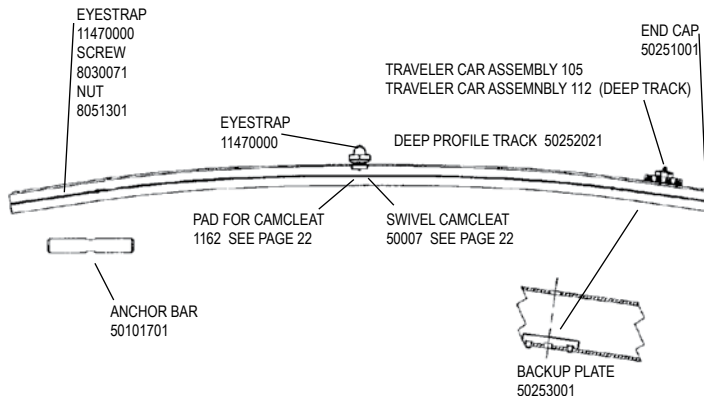 EYESTRAP
11470000
SCREW
8030071
NUT
8051301
END CAP
50251001
TRAVELER CAR ASSEMBLY 105
TRAVELER CAR ASSEMNBLY 112 (DEEP TRACK)
EYESTRAP
11470000
DEEP PROFILE TRACK 50252021
PAD FOR CAMCLEAT
1162 SEE PAGE 22
SWIVEL CAMCLEAT
50007 SEE PAGE 22
ANCHOR BAR
50101701
BACKUP PLATE
50253001